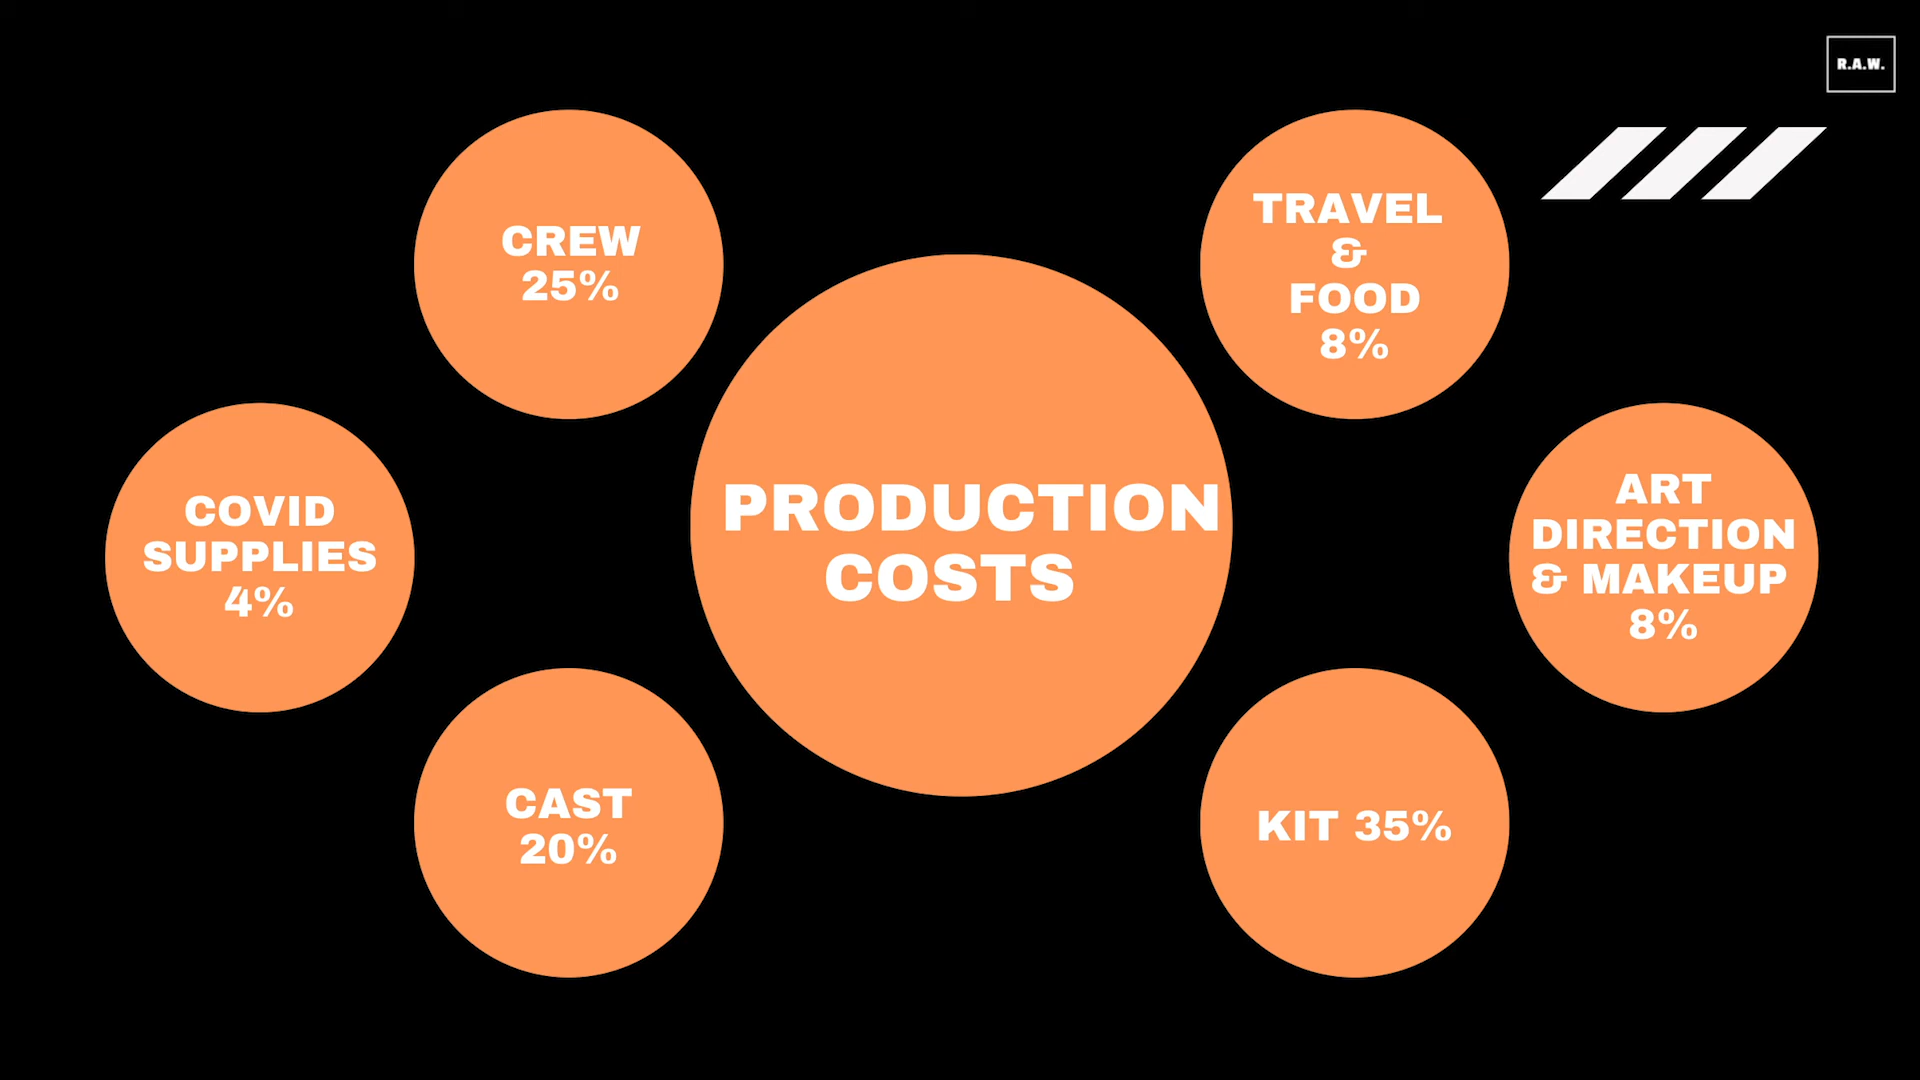 R.A.W.
CREW
25%
TRAVEL
&
FOOD
8%
COVID
SUPPLIES
4%
PRODUCTION
COSTS
ART
DIRECTION
& MAKEUP
8%
CAST
20%
KIT 35%